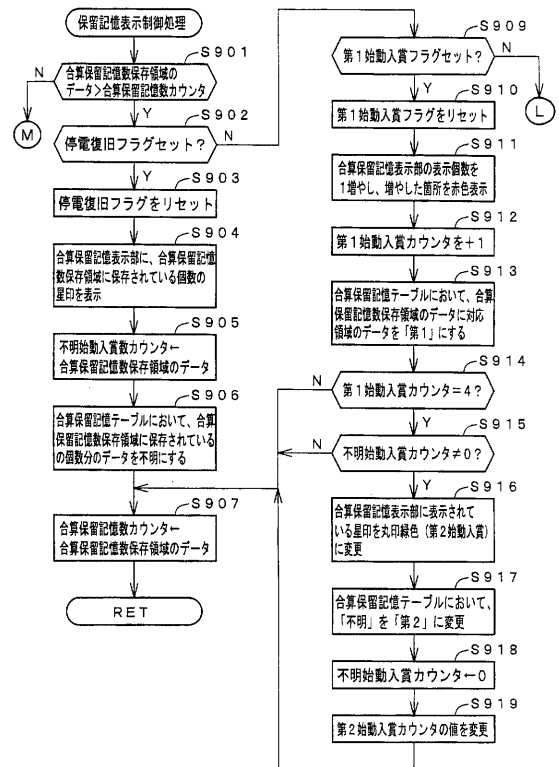 保留記憶表示制御処理
S901
合算保留記憶数保存領域の
データ>合算保留記憶数カウンタ
N
M
Y
S902
停電復旧フラグセット?
N
Y
S903
停電復旧フラグをリセット
S904
合算保留記憶表示部に、合算保留記憶
数保存領域に保存されている個数の
星印を表示
S905
不明始動入賞数カウンタ←
合算保留記憶数保存領域のデータ
S906
合算保留記憶テーブルにおいて、合算
保留記憶数保存領域に保存されている
の個数分のデータを不明にする
S907
合算保留記憶数カウンタ←
合算保留記憶数保存領域のデータ
RET
S909
第1始動入賞フラグセット?
N
L
Y
S910
第1始動入賞フラグをリセット
S911
合算保留記憶表示部の表示個数を
1増やし、増やした箇所を赤色表示
S912
第1始動入賞カウンタを+1
S913
合算保留記憶テーブルにおいて、合算
保留記憶数保存領域のデータに対応
領域のデータを「第1」にする
S914
N
第1始動入賞カウンタ=4?
Y
S915
N
不明始動入賞カウンタ≠0?
Y
S916
合算保留記憶表示部に表示されて
いる星印を丸印緑色(第2始動入賞)
に変更
S917
合算保留記憶テーブルにおいて、
「不明」を「第2」に変更
S918
不明始動入賞カウンタ←0
S919
第2始動入賞カウンタの値を変更